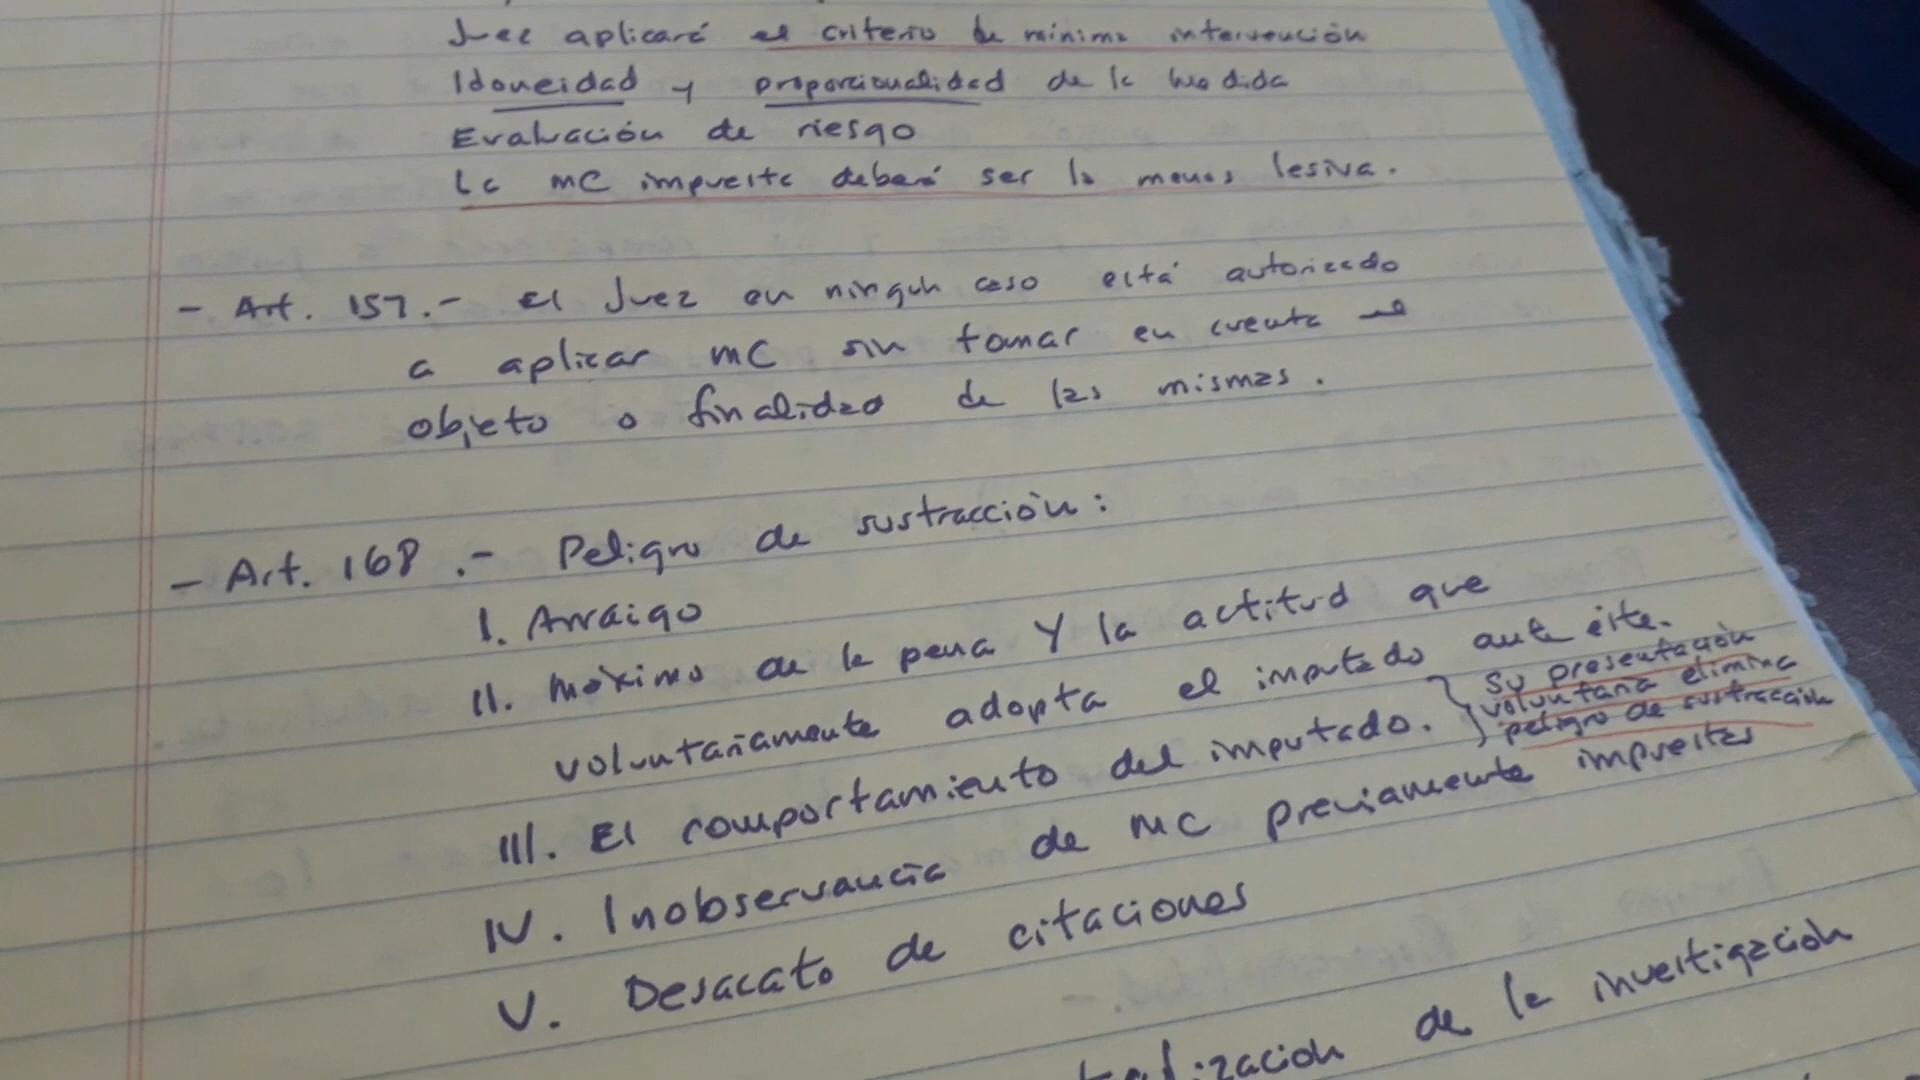 Juez aplicará el criterio de mínima intervención
Idoneidad y proporcionalidad de la medida
Evaluación de riesgo
La MC impuesta deberá ser la menos lesiva.
- Art. 157.- El Juez en ningún caso está autorizado
a aplicar MC sin tomar en cuenta el
objeto o finalidad de las mismas.
- Art. 168.- Peligro de sustracción:
I. Arraigo
II. Máximo de la pena Y la actitud que
voluntariamente adopta el imputado ante éste.
III. El comportamiento del imputado. } su presentación
voluntaria elimina
peligro de sustracción
IV. Inobservancia de MC previamente impuestas
V. Desacato de citaciones
de la investigación